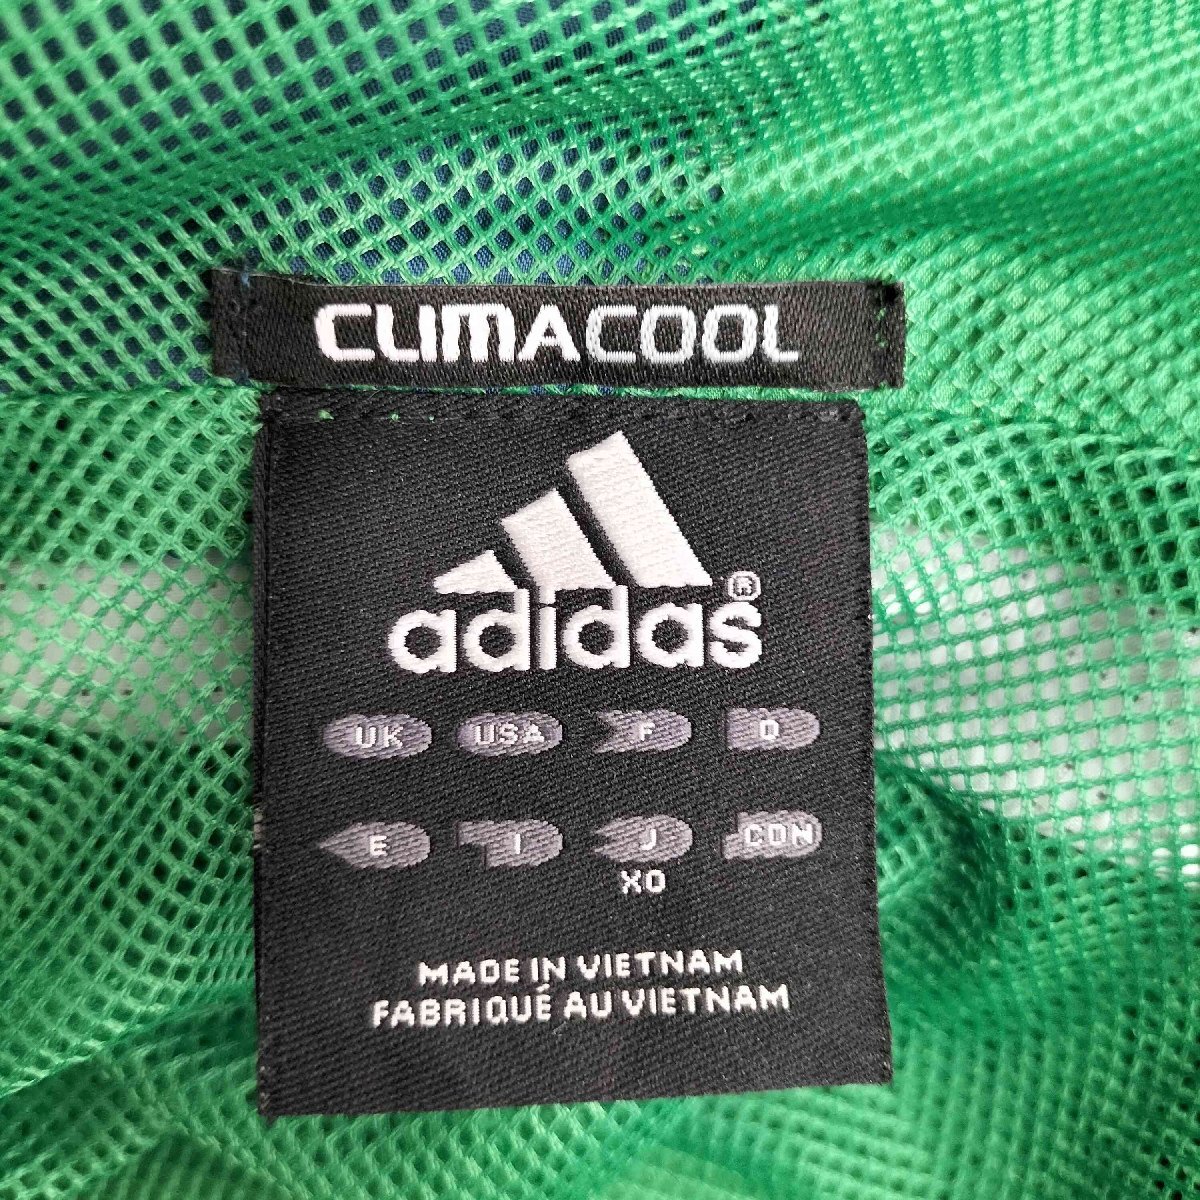 CLIMACOOL
adidas®
UK USA F D
E I J CDN
XO
MADE IN VIETNAM
FABRIQUÉ AU VIETNAM